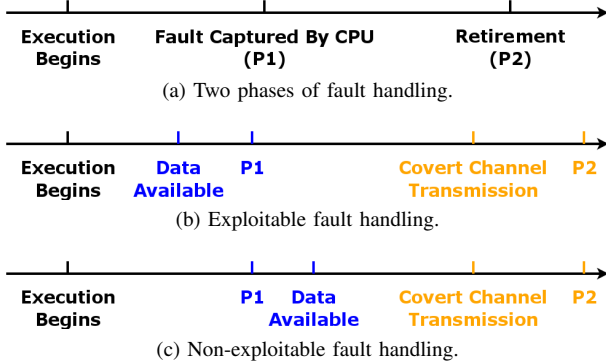 Execution Begins
Fault Captured By CPU (P1)
Retirement (P2)
(a) Two phases of fault handling.
Execution Begins
Data Available
P1
Covert Channel Transmission
P2
(b) Exploitable fault handling.
Execution Begins
P1
Data Available
Covert Channel Transmission
P2
(c) Non-exploitable fault handling.